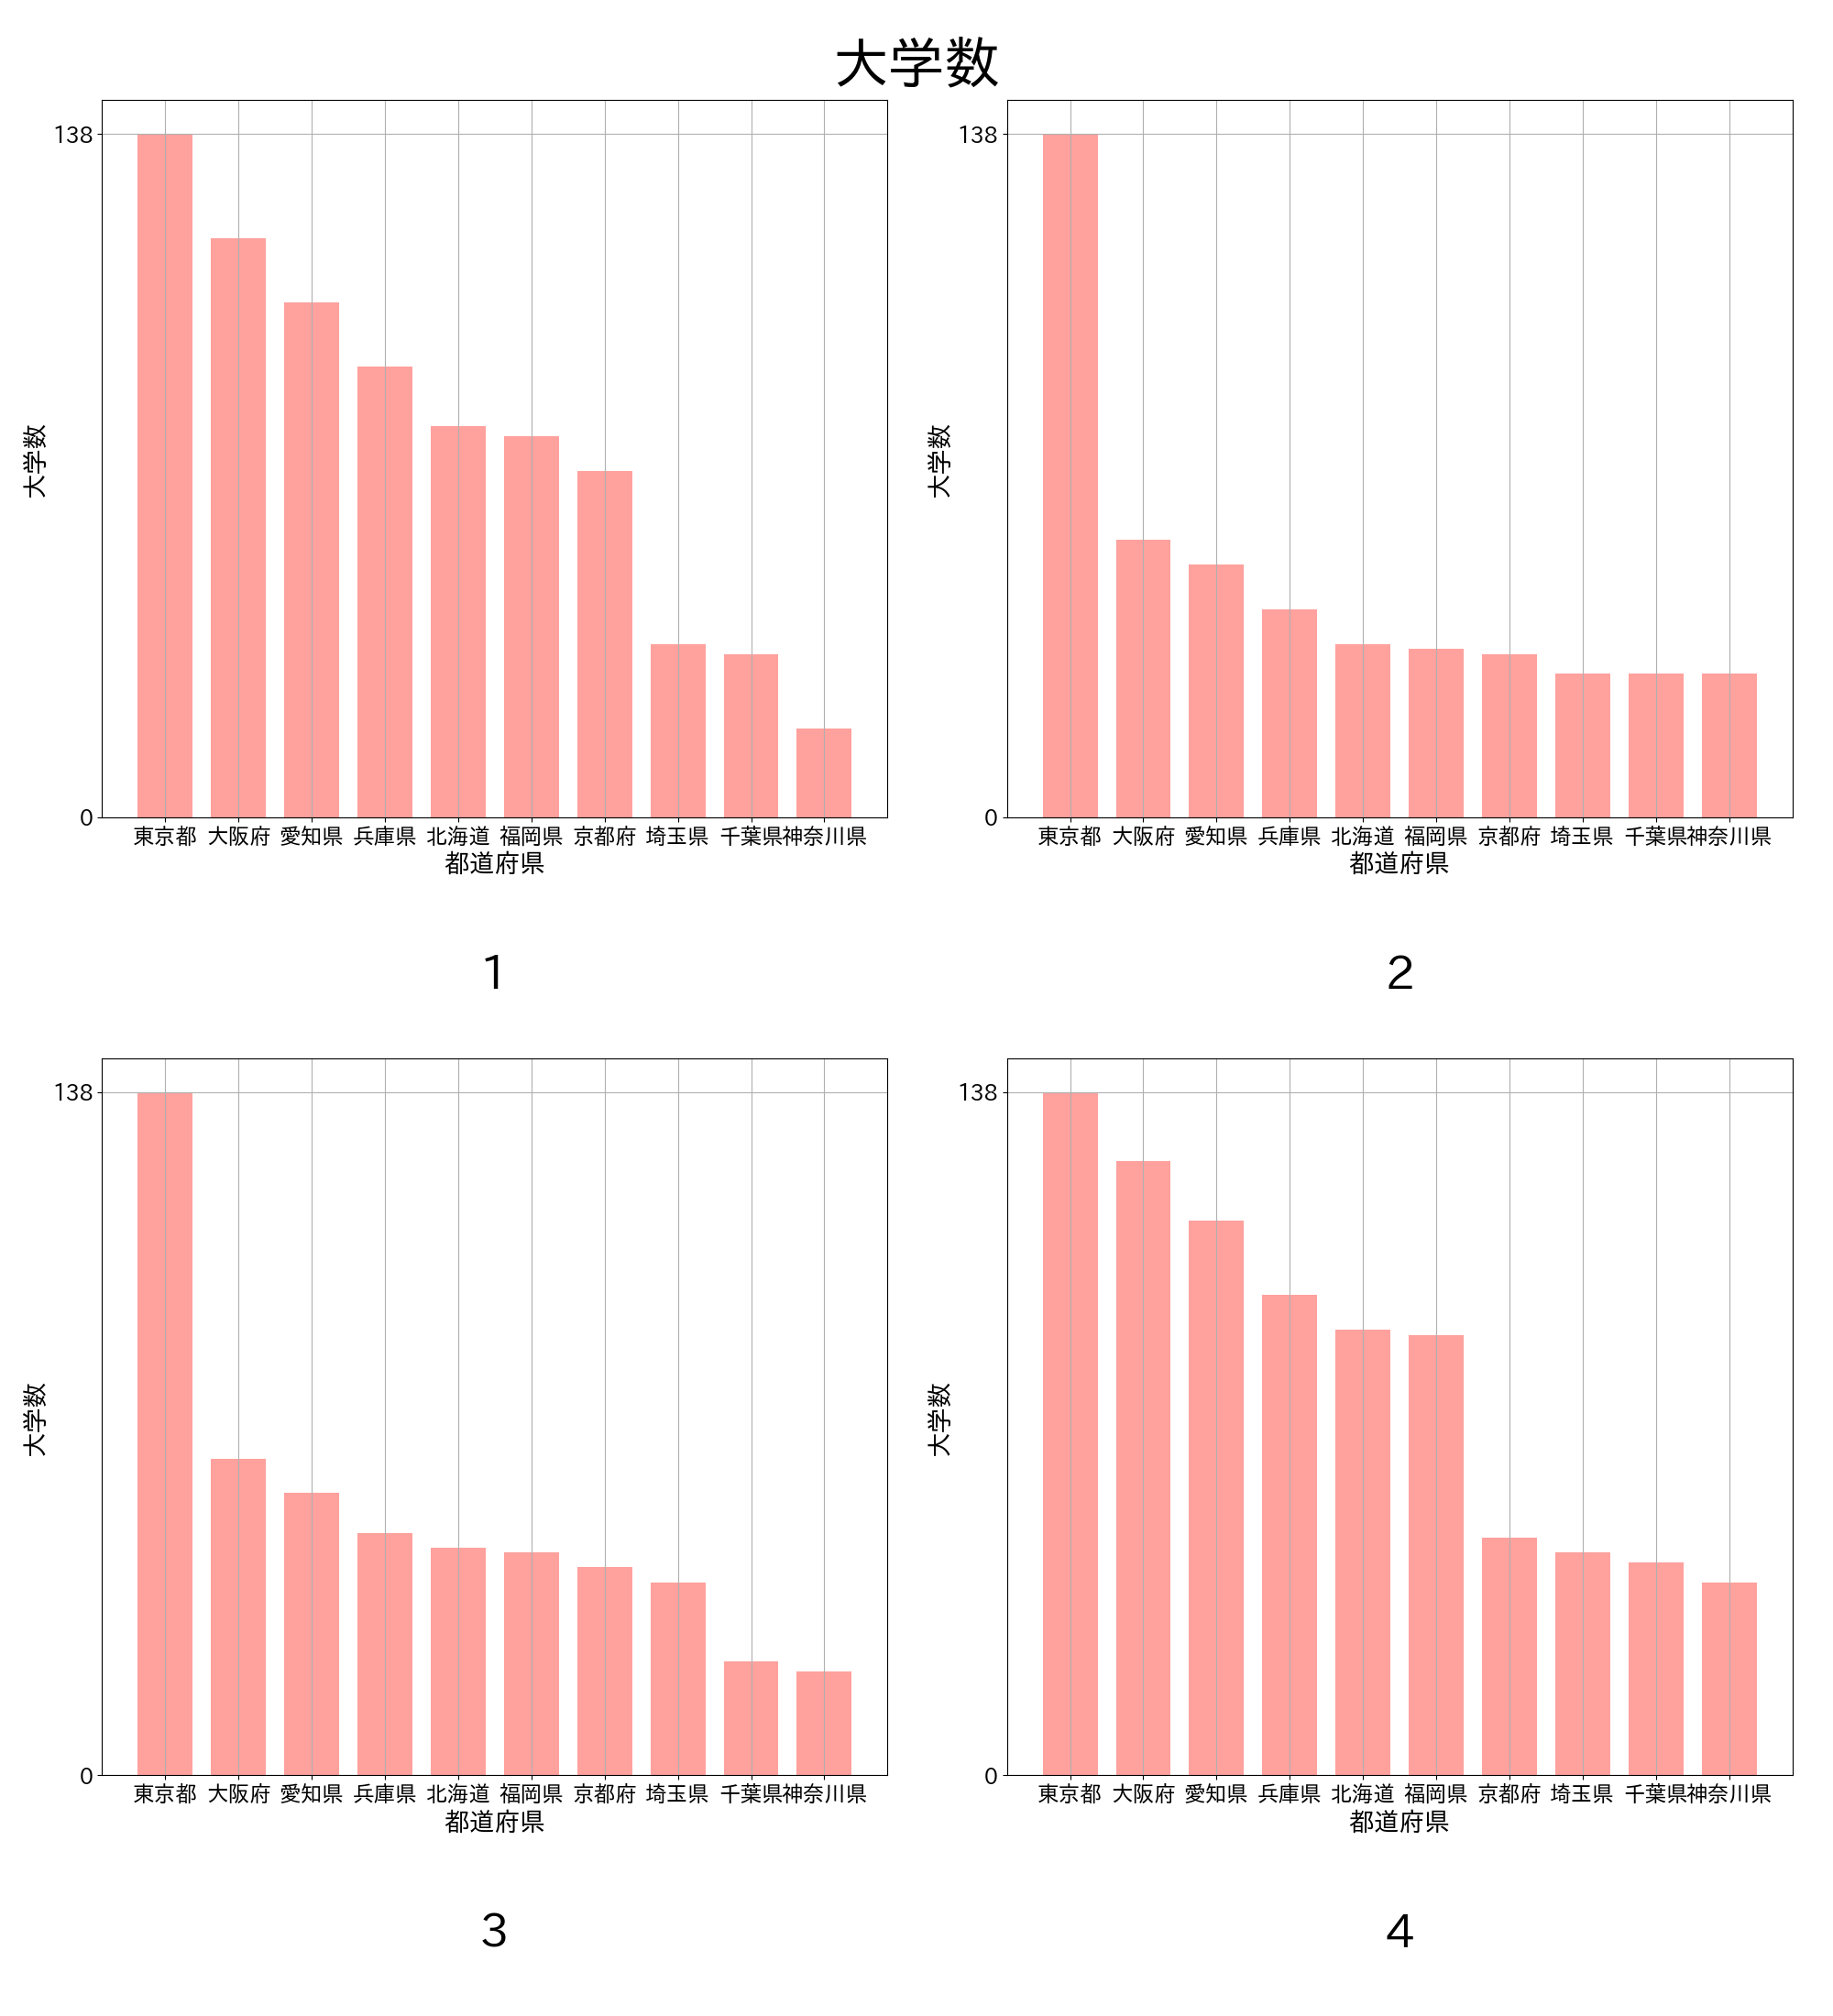 大学数
138
0
大学数
東京都 大阪府 愛知県 兵庫県 北海道 福岡県 京都府 埼玉県 千葉県 神奈川県
都道府県
1
138
0
大学数
東京都 大阪府 愛知県 兵庫県 北海道 福岡県 京都府 埼玉県 千葉県 神奈川県
都道府県
2
138
0
大学数
東京都 大阪府 愛知県 兵庫県 北海道 福岡県 京都府 埼玉県 千葉県 神奈川県
都道府県
3
138
0
大学数
東京都 大阪府 愛知県 兵庫県 北海道 福岡県 京都府 埼玉県 千葉県 神奈川県
都道府県
4